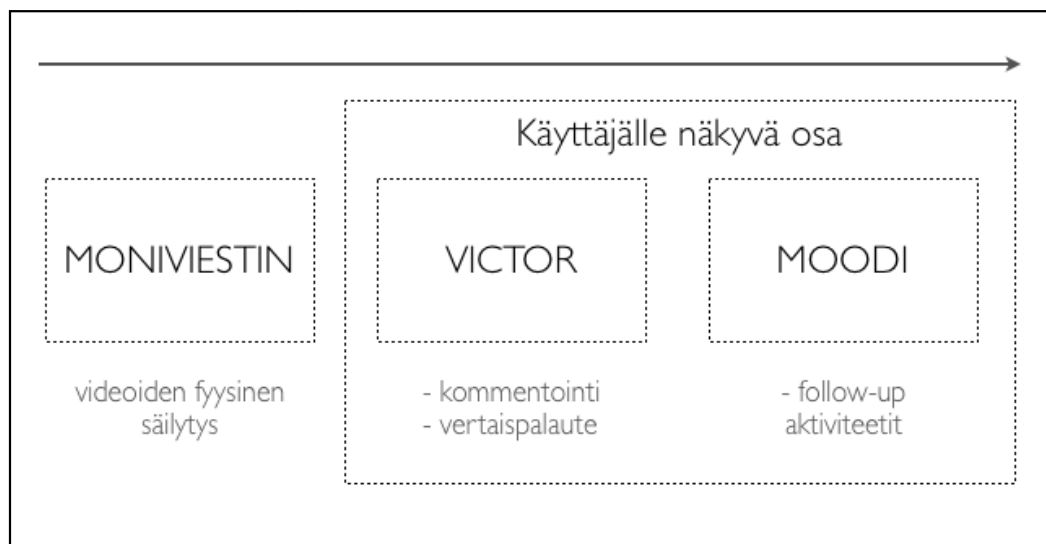 Käyttäjälle näkyvä osa
MONIVIESTIN
VICTOR
MOODI
videoiden fyysinen
säilytys
- kommentointi
- vertaispalaute
- follow-up
aktiviteetit